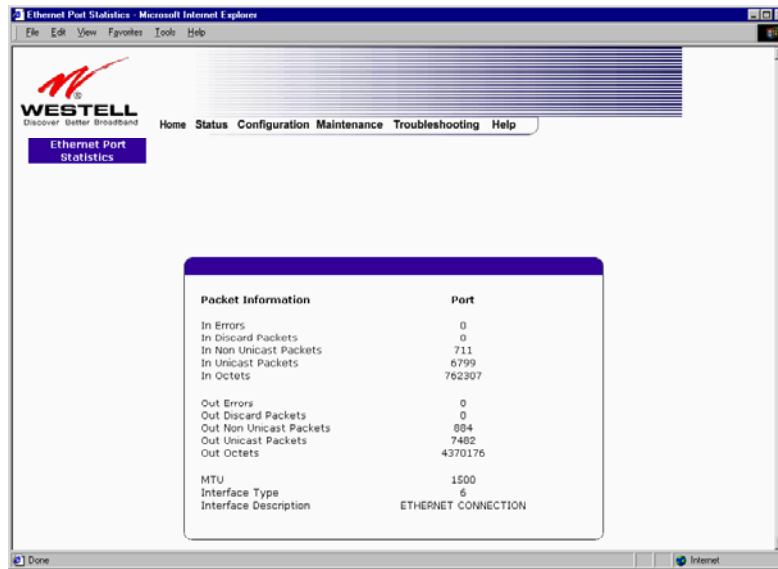 Ethernet Port Statistics - Microsoft Internet Explorer
File Edit View Favorites Tools Help
WESTELL
Discover Better Broadband
Home Status Configuration Maintenance Troubleshooting Help
Ethernet Port
Statistics
Packet Information Port
In Errors 0
In Discard Packets 0
In Non Unicast Packets 711
In Unicast Packets 6799
In Octets 762307
Out Errors 0
Out Discard Packets 0
Out Non Unicast Packets 884
Out Unicast Packets 7482
Out Octets 4370176
MTU 1500
Interface Type 6
Interface Description ETHERNET CONNECTION
Done Internet